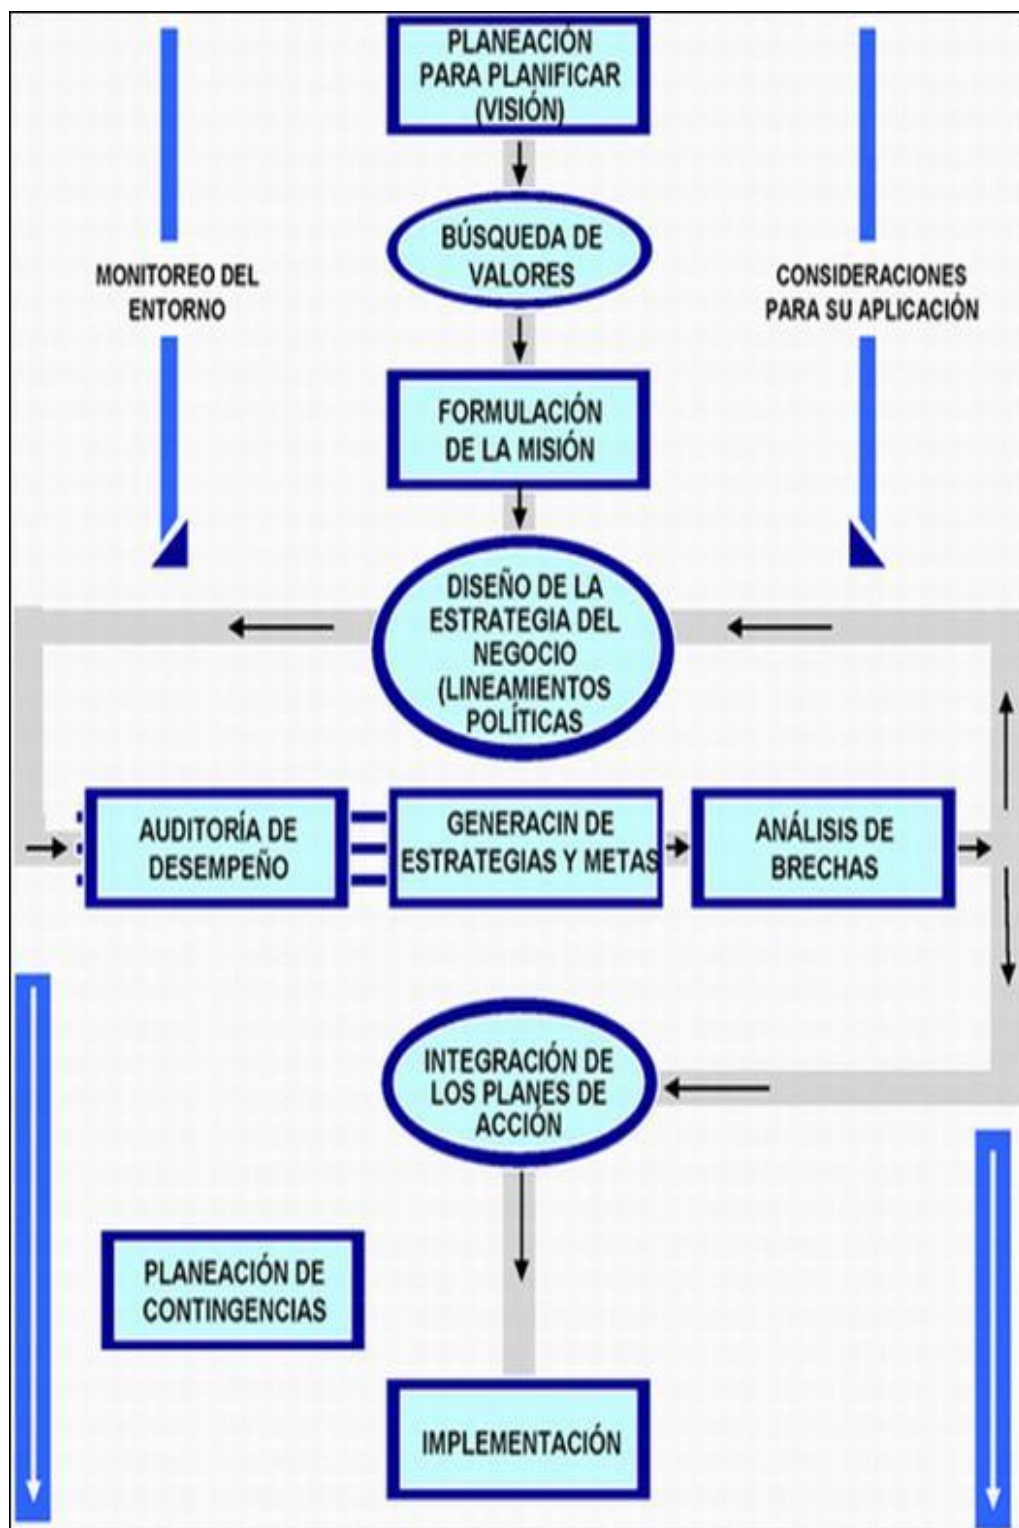 PLANEACIÓN
PARA PLANIFICAR
(VISIÓN)
BÚSQUEDA DE
VALORES
MONITOREO DEL
ENTORNO
CONSIDERACIONES
PARA SU APLICACIÓN
FORMULACIÓN
DE LA MISIÓN
DISEÑO DE LA
ESTRATEGIA DEL
NEGOCIO
(LINEAMIENTOS
POLÍTICAS
AUDITORÍA DE
DESEMPEÑO
GENERACIN DE
ESTRATEGIAS Y METAS
ANÁLISIS DE
BRECHAS
INTEGRACIÓN DE
LOS PLANES DE
ACCIÓN
PLANEACIÓN DE
CONTINGENCIAS
IMPLEMENTACIÓN